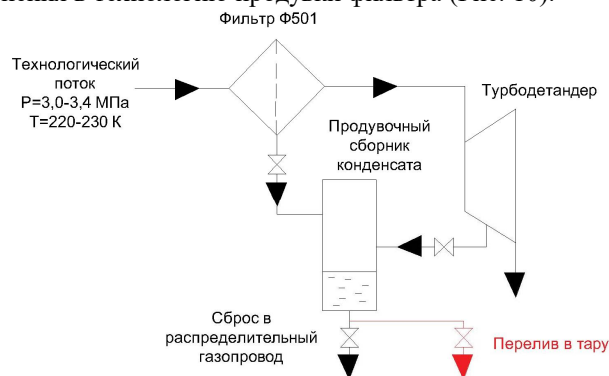 Фильтр Ф501
Технологический
поток
P=3,0-3,4 МПа
T=220-230 К
Турбодетандер
Продувочный
сборник
конденсата
Сброс в
распределительный
газопровод
Перелив в тару